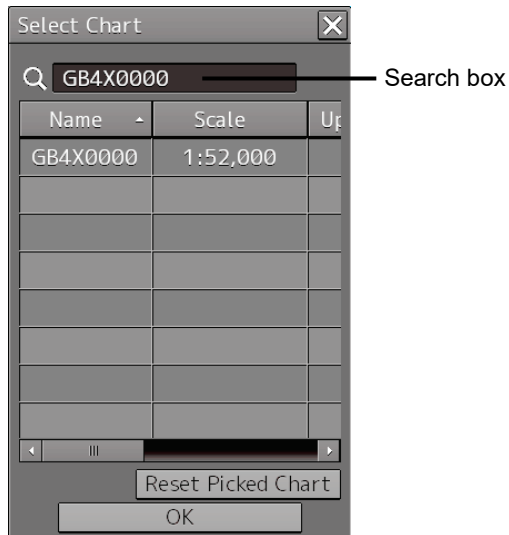 Select Chart
GB4X0000
Search box
Name Scale Up
GB4X0000 1:52,000
Reset Picked Chart
OK